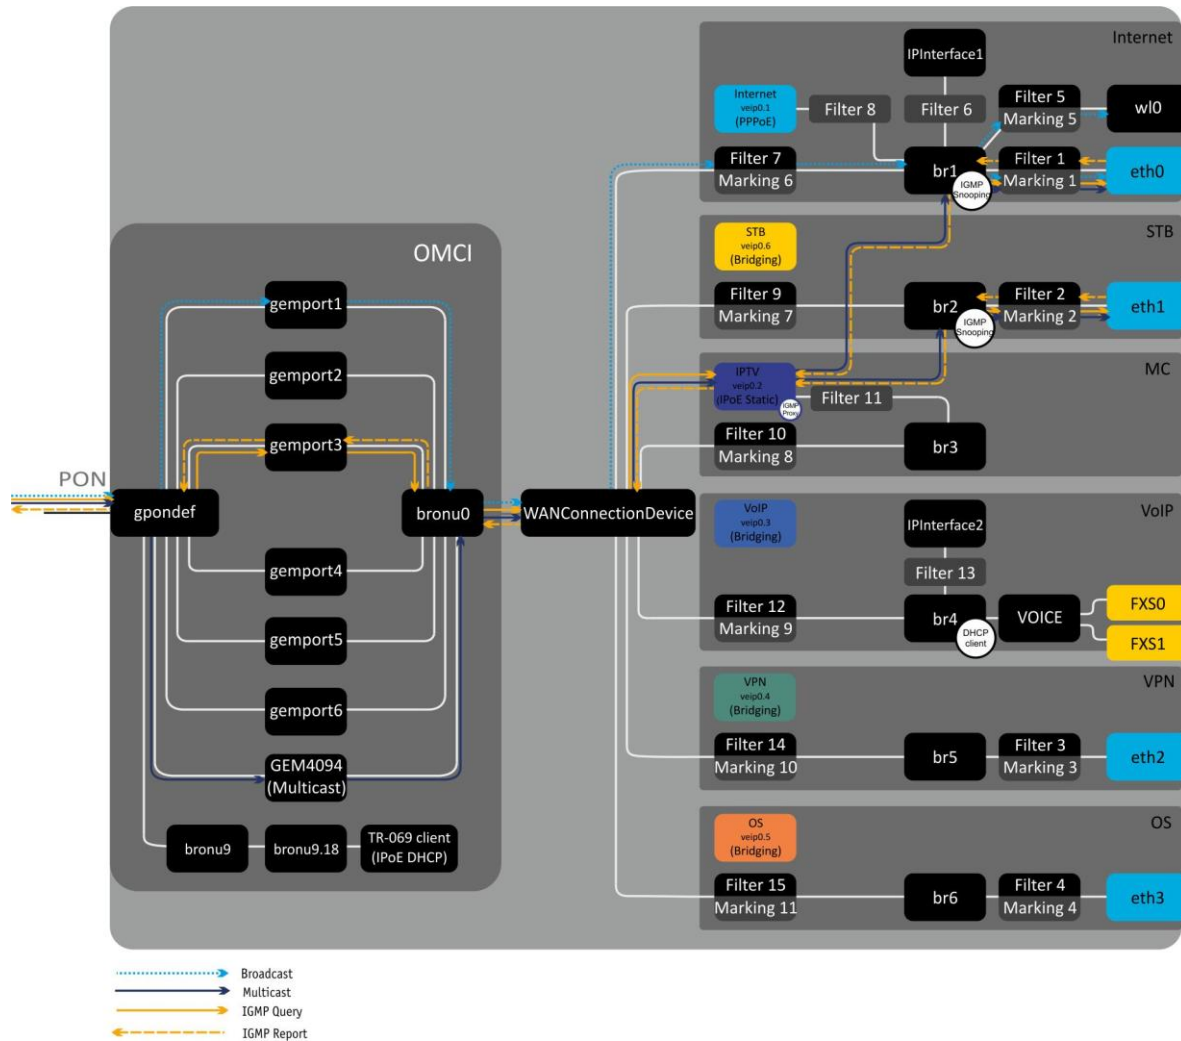 Internet
IPInterface1
Internet
veip0.1
(PPPoE)
Filter 8
Filter 6
Filter 5
Marking 5
wl0
Filter 7
Marking 6
br1
IGMP
Snooping
Filter 1
Marking 1
eth0
STB
STB
veip0.6
(Bridging)
Filter 9
Marking 7
br2
IGMP
Snooping
Filter 2
Marking 2
eth1
MC
IPTV
veip0.2
(IPoE Static)
IGMP
Proxy
Filter 11
Filter 10
Marking 8
br3
OMCI
gemport1
gemport2
gemport3
PON
gpondef
bronu0
WANConnectionDevice
gemport4
gemport5
gemport6
GEM4094
(Multicast)
bronu9
bronu9.18
TR-069 client
(IPoE DHCP)
VoIP
VoIP
veip0.3
(Bridging)
IPInterface2
Filter 13
Filter 12
Marking 9
br4
DHCP
client
VOICE
FXS0
FXS1
VPN
VPN
veip0.4
(Bridging)
Filter 14
Marking 10
br5
Filter 3
Marking 3
eth2
OS
OS
veip0.5
(Bridging)
Filter 15
Marking 11
br6
Filter 4
Marking 4
eth3
Broadcast
Multicast
IGMP Query
IGMP Report